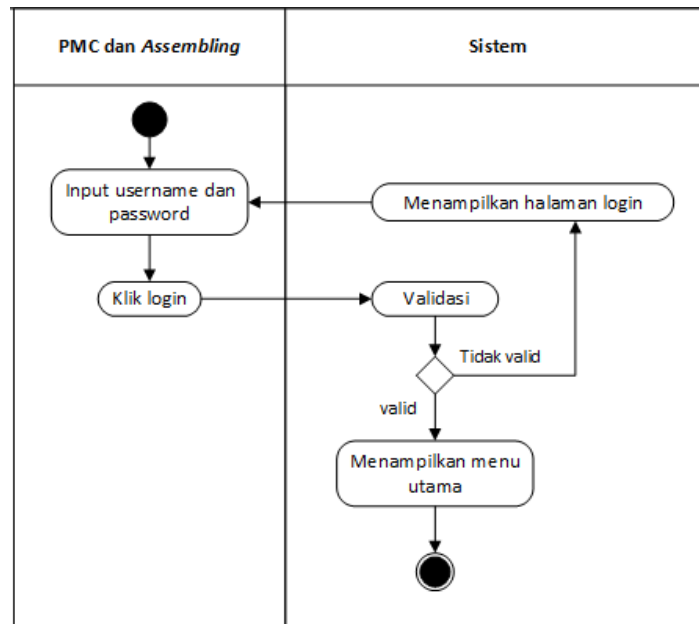 PMC dan Assembling
Sistem
Input username dan
password
Menampilkan halaman login
Klik login
Validasi
Tidak valid
valid
Menampilkan menu
utama